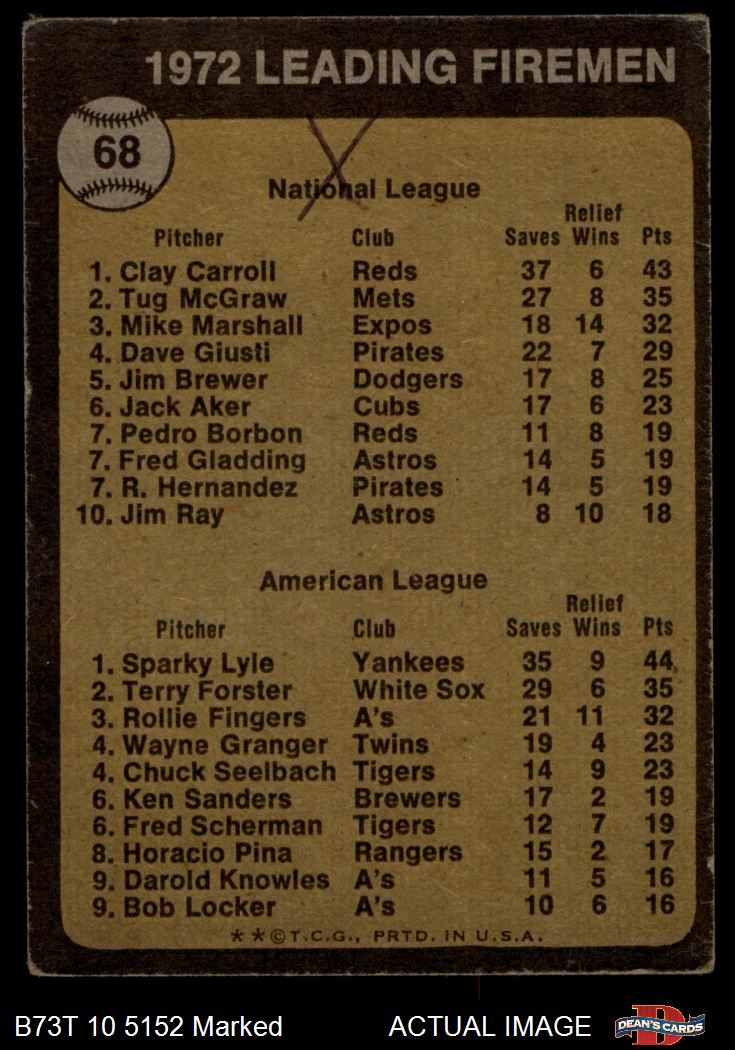 1972 LEADING FIREMEN
68
National League
Relief
Pitcher Club Saves Wins Pts
1. Clay Carroll Reds 37 6 43
2. Tug McGraw Mets 27 8 35
3. Mike Marshall Expos 18 14 32
4. Dave Giusti Pirates 22 7 29
5. Jim Brewer Dodgers 17 8 25
6. Jack Aker Cubs 17 6 23
7. Pedro Borbon Reds 11 8 19
7. Fred Gladding Astros 14 5 19
7. R. Hernandez Pirates 14 5 19
10. Jim Ray Astros 8 10 18
American League
Relief
Pitcher Club Saves Wins Pts
1. Sparky Lyle Yankees 35 9 44
2. Terry Forster White Sox 29 6 35
3. Rollie Fingers A's 21 11 32
4. Wayne Granger Twins 19 4 23
4. Chuck Seelbach Tigers 14 9 23
6. Ken Sanders Brewers 17 2 19
6. Fred Scherman Tigers 12 7 19
8. Horacio Pina Rangers 15 2 17
9. Darold Knowles A's 11 5 16
9. Bob Locker A's 10 6 16
**©T.C.G., PRTD. IN U.S.A.
B73T 10 5152 Marked ACTUAL IMAGE
D
DEAN'S CARDS